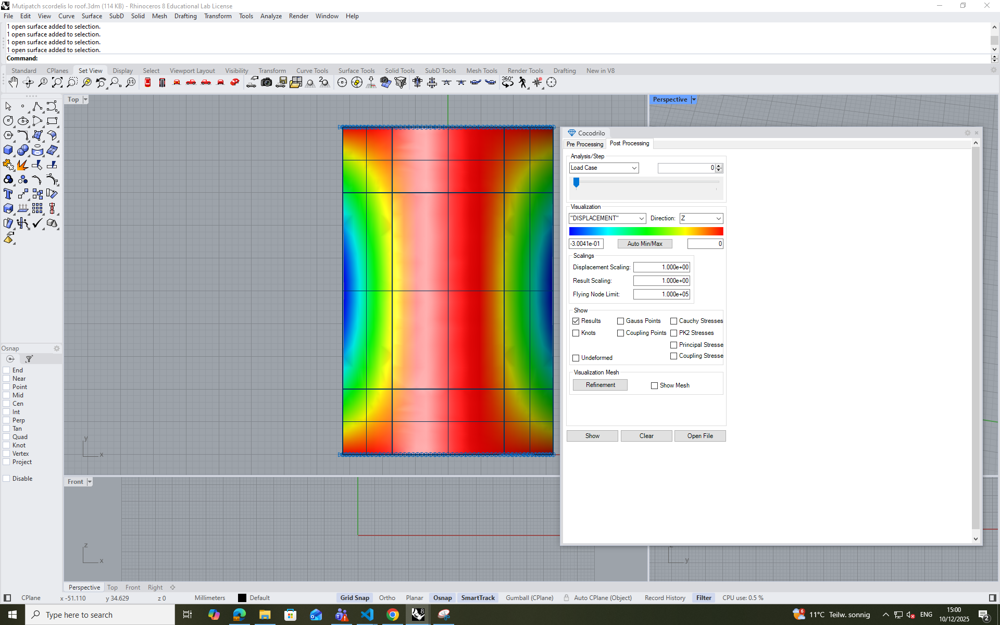 Mutipatch scordelis lo roof.3dm (114 KB) - Rhinoceros 8 Educational Lab License
File Edit View Curve Surface SubD Solid Mesh Drafting Transform Tools Analyze Render Window Help
1 open surface added to selection.
1 open surface added to selection.
1 open surface added to selection.
1 open surface added to selection.
Command:
Standard CPlanes Set View Display Select Viewport Layout Visibility Transform Curve Tools Surface Tools Solid Tools SubD Tools Mesh Tools Render Tools Drafting New in V8
Top
Perspective
Cocodrilo
Pre Processing Post Processing
Analysis/Step
Load Case 0
Visualization
"DISPLACEMENT" Direction: Z
-3.0041e-01 Auto Min/Max 0
Scalings
Displacement Scaling: 1.000e+00
Result Scaling: 1.000e+00
Flying Node Limit: 1.000e+05
Show
Results Gauss Points Cauchy Stresses
Knots Coupling Points PK2 Stresses
Principal Stresse
Undeformed Coupling Stresse
Visualization Mesh
Refinement Show Mesh
Show Clear Open File
y
x
Osnap
End
Near
Point
Mid
Cen
Int
Perp
Tan
Quad
Knot
Vertex
Project
Disable
Front
z
x
z
y
Perspective Top Front Right
CPlane x -51.110 y 34.629 z 0 Millimeters Default Grid Snap Ortho Planar Osnap SmartTrack Gumball (CPlane) Auto CPlane (Object) Record History Filter CPU use: 0.5 %
Type here to search
6 11°C Teilw. sonnig ENG 15:00
10/12/2025 2